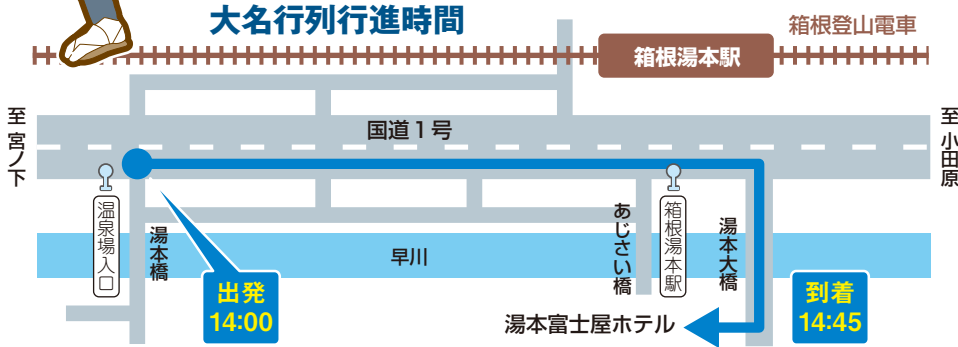 大名行列行進時間
箱根登山電車
箱根湯本駅
至 宮ノ下
国道1号
至 小田原
温泉場入口
湯本橋
早川
あじさい橋
箱根湯本駅
湯本大橋
出発
14:00
湯本富士屋ホテル
到着
14:45